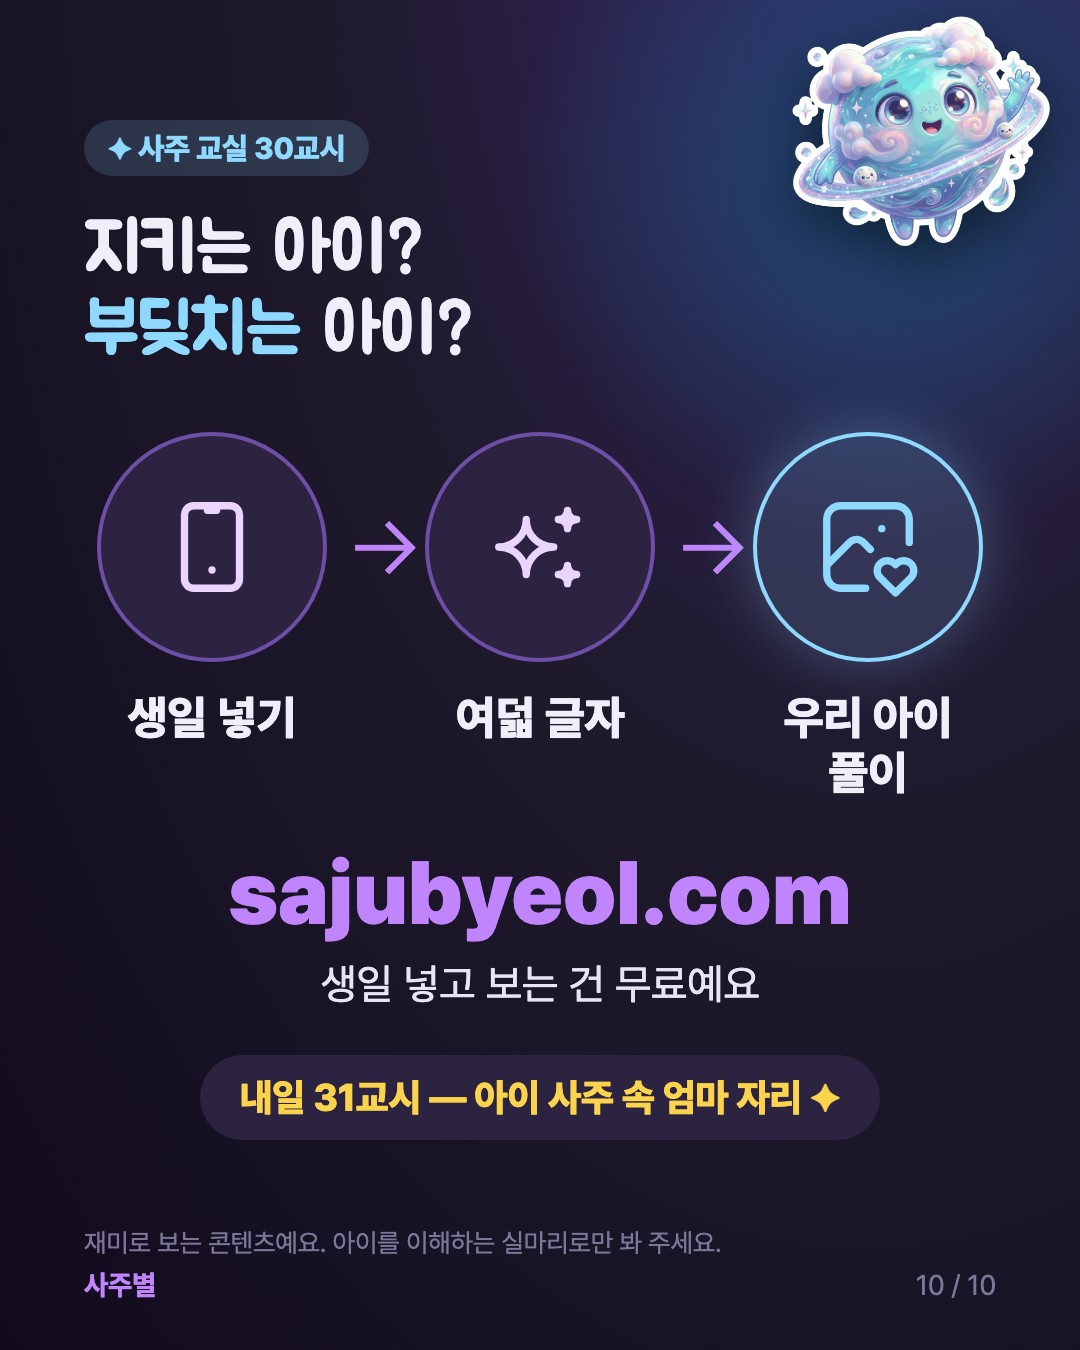 ✦ 사주 교실 30교시
지키는 아이?
부딪치는 아이?
생일 넣기
여덟 글자
우리 아이
풀이
sajubyeol.com
생일 넣고 보는 건 무료예요
내일 31교시 — 아이 사주 속 엄마 자리 ✦
재미로 보는 콘텐츠예요. 아이를 이해하는 실마리로만 봐 주세요.
사주별
10 / 10